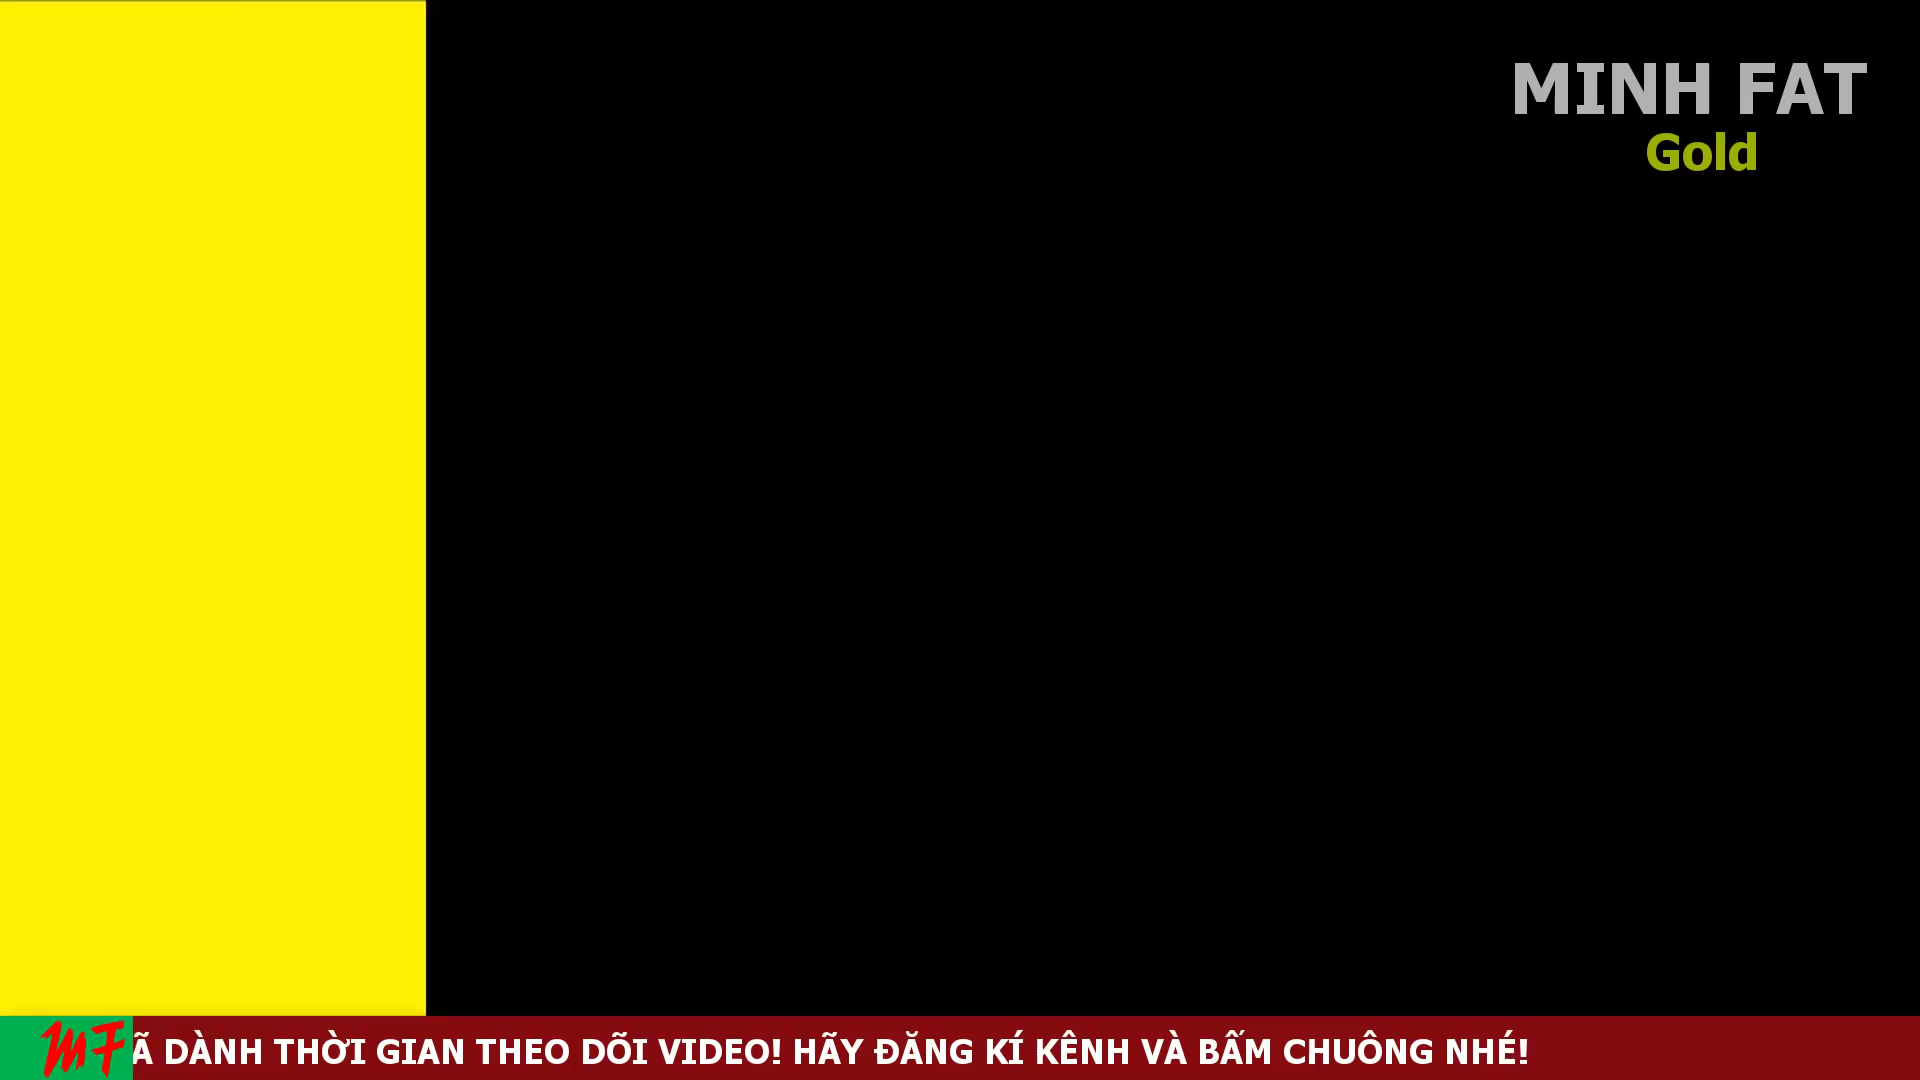 MINH FAT
Gold
MF
Ã DÀNH THỜI GIAN THEO DÕI VIDEO! HÃY ĐĂNG KÍ KÊNH VÀ BẤM CHUÔNG NHÉ!